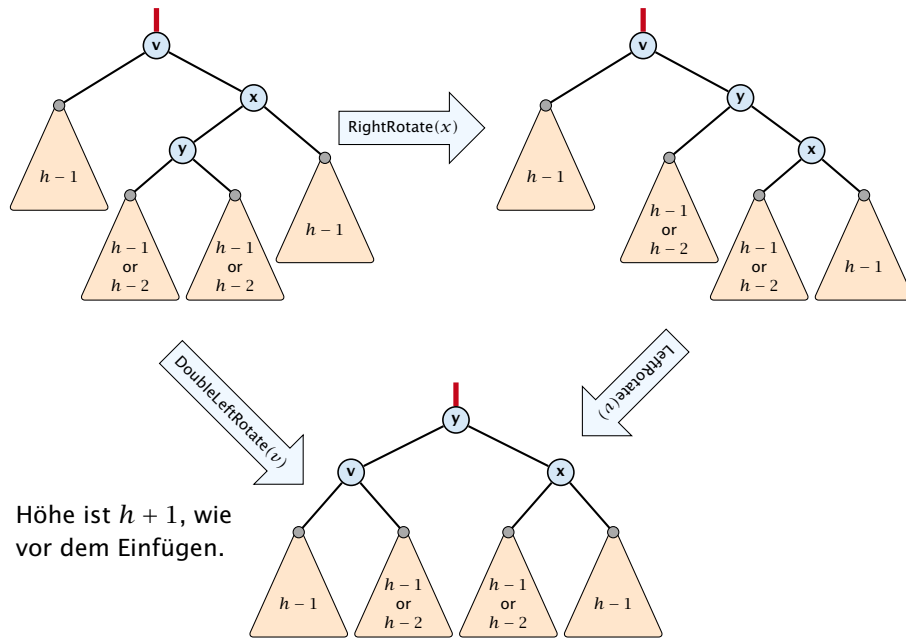 v
x
RightRotate(x)
y
h − 1
h − 1
h − 1
or
h − 2
h − 1
or
h − 2
v
y
x
h − 1
h − 1
or
h − 2
h − 1
or
h − 2
h − 1
DoubleLeftRotate(v)
LeftRotate(v)
y
v
x
Höhe ist h + 1, wie
vor dem Einfügen.
h − 1
h − 1
or
h − 2
h − 1
or
h − 2
h − 1